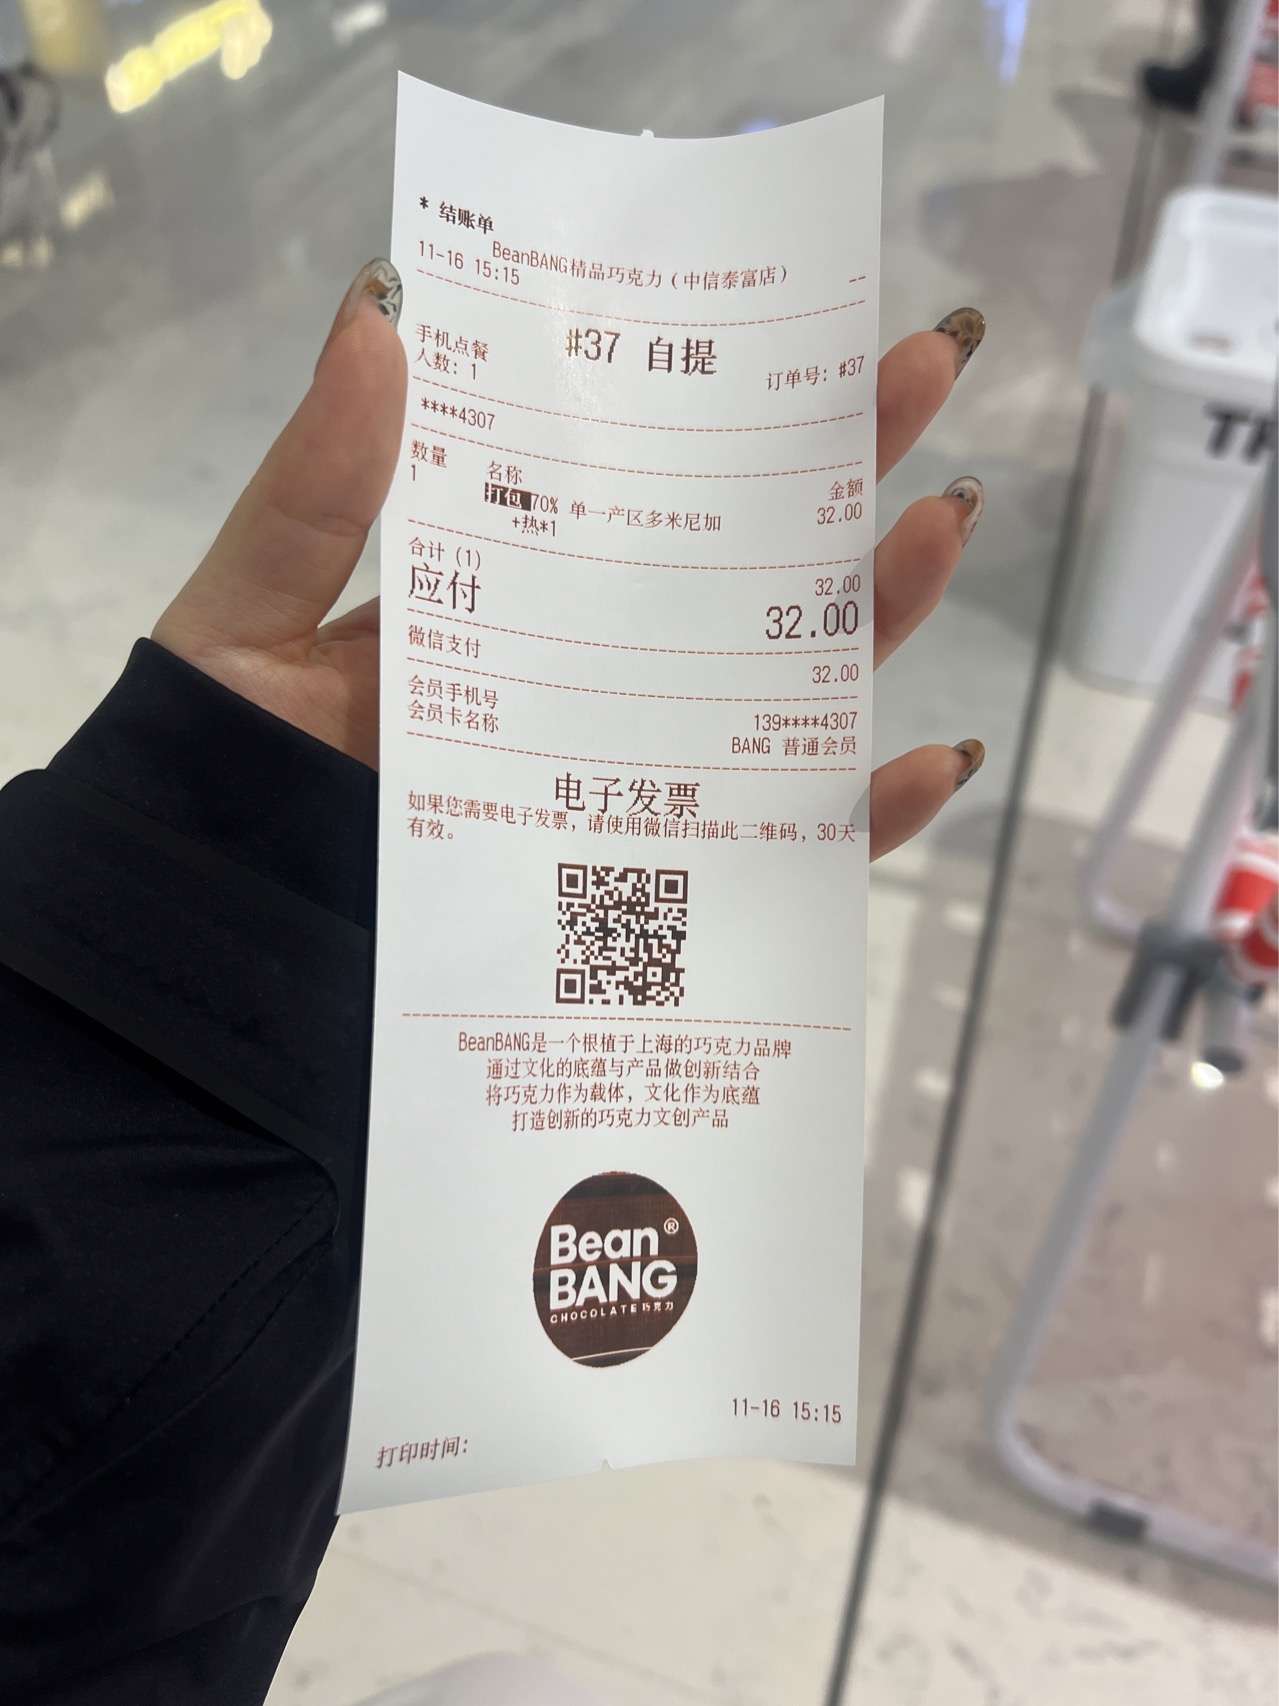 * 结账单
BeanBANG精品巧克力(中信泰富店)
11-16 15:15 --
手机点餐 #37 自提
人数: 1 订单号: #37
****4307
数量 名称 金额
1 打包 70% 单一产区多米尼加 32.00
+热*1
合计 (1) 32.00
应付 32.00
微信支付 32.00
会员手机号 139****4307
会员卡名称 BANG 普通会员
电子发票
如果您需要电子发票，请使用微信扫描此二维码，30天
有效。
BeanBANG是一个根植于上海的巧克力品牌
通过文化的底蕴与产品做创新结合
将巧克力作为载体，文化作为底蕴
打造创新的巧克力文创产品
Bean®
BANG
CHOCOLATE 巧克力
11-16 15:15
打印时间: